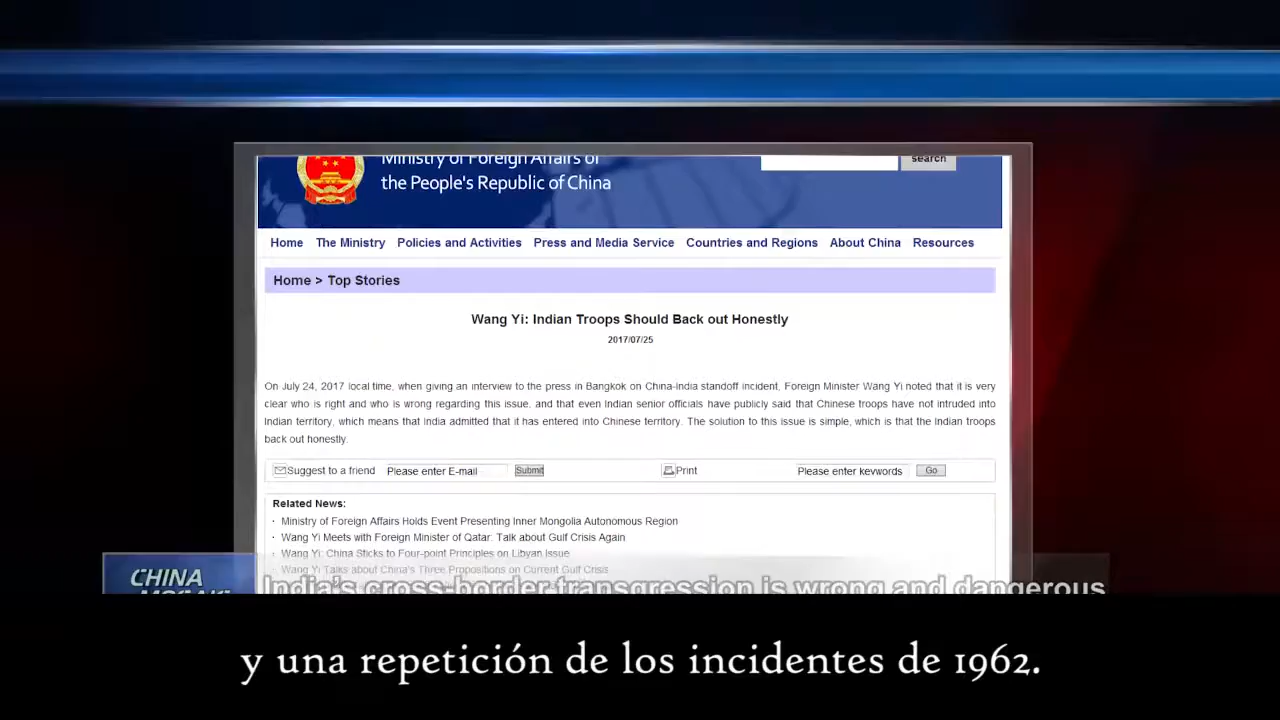 Ministry of Foreign Affairs of
the People's Republic of China
search
Home The Ministry Policies and Activities Press and Media Service Countries and Regions About China Resources
Home > Top Stories
Wang Yi: Indian Troops Should Back out Honestly
2017/07/25
On July 24, 2017 local time, when giving an interview to the press in Bangkok on China-India standoff incident, Foreign Minister Wang Yi noted that it is very
clear who is right and who is wrong regarding this issue, and that even Indian senior officials have publicly said that Chinese troops have not intruded into
Indian territory, which means that India admitted that it has entered into Chinese territory. The solution to this issue is simple, which is that the Indian troops
back out honestly.
Suggest to a friend Please enter E-mail Submit Print Please enter keywords Go
Related News:
· Ministry of Foreign Affairs Holds Event Presenting Inner Mongolia Autonomous Region
· Wang Yi Meets with Foreign Minister of Qatar: Talk about Gulf Crisis Again
· Wang Yi: China Sticks to Four-point Principles on Libyan Issue
· Wang Yi Talks about China's Three Propositions on Current Gulf Crisis
CHINA
India's cross-border transgression is wrong and dangerous
y una repetición de los incidentes de 1962.